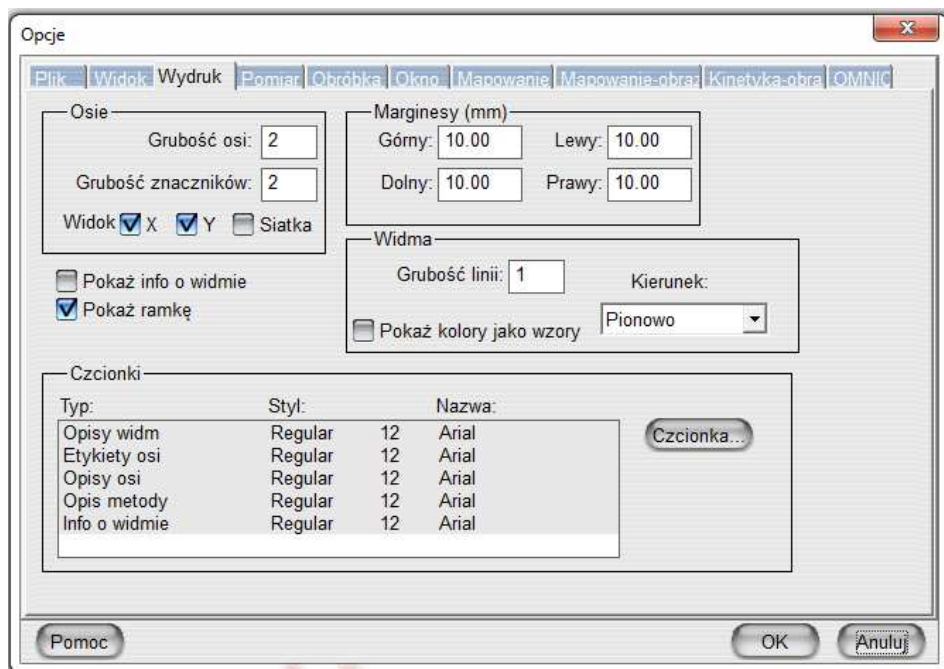 Opcje
Plik Widok Wydruk Pomiar Obróbka Okno Mapowanie Mapowanie-obraz Kinetyka-obra OMNIC
Osie
Grubość osi: 2
Grubość znaczników: 2
Widok X Y Siatka
Marginesy (mm)
Górny: 10.00 Lewy: 10.00
Dolny: 10.00 Prawy: 10.00
Pokaż info o widmie
Pokaż ramkę
Widma
Grubość linii: 1 Kierunek:
Pokaż kolory jako wzory Pionowo
Czcionki
Typ: Styl: Nazwa:
Opisy widm Regular 12 Arial
Etykiety osi Regular 12 Arial
Opisy osi Regular 12 Arial
Opis metody Regular 12 Arial
Info o widmie Regular 12 Arial
Czcionka...
Pomoc OK Anuluj